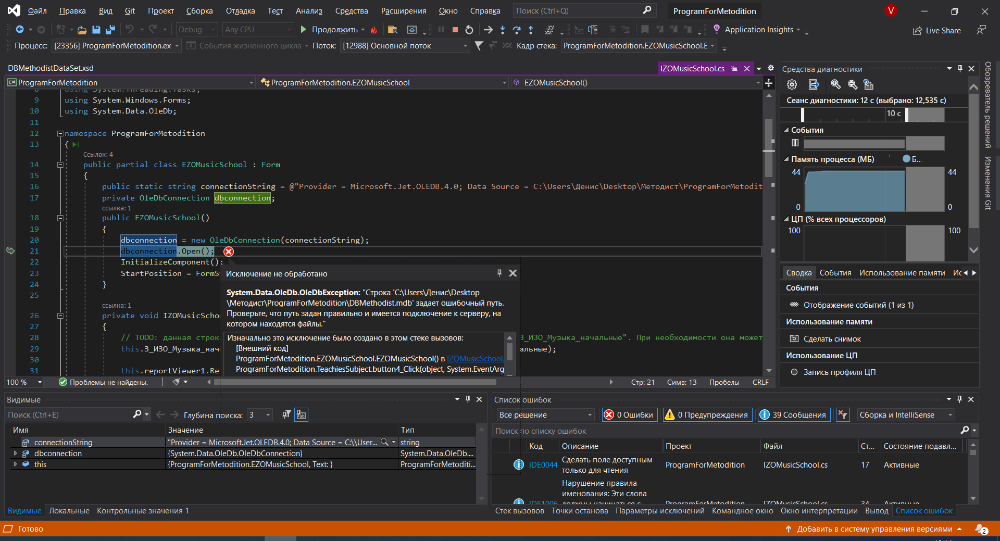 Файл Правка Вид Git Проект Сборка Отладка Тест Анализ Средства Расширения Окно Справка Поиск (Ctrl+Q) ProgramForMetodition V
Debug Any CPU Продолжить Application Insights Live Share
Процесс: [23356] ProgramForMetodition.ex События жизненного цикла Поток: [12988] Основной поток Кадр стека: ProgramForMetodition.EZOMusicSchool.E
DBMethodistDataSet.xsd IZOMusicSchool.cs
ProgramForMetodition ProgramForMetodition.EZOMusicSchool EZOMusicSchool()
8 using System.Threading.Tasks;
9 using System.Windows.Forms;
10 using System.Data.OleDb;
11
12 namespace ProgramForMetodition
13 {
Ссылок: 4
14 public partial class EZOMusicSchool : Form
15 {
16 public static string connectionString = @"Provider = Microsoft.Jet.OLEDB.4.0; Data Source = C:\Users\Денис\Desktop\Методист\ProgramForMetodit
17 private OleDbConnection dbconnection;
ссылка: 1
18 public EZOMusicSchool()
19 {
20 dbconnection = new OleDbConnection(connectionString);
21 dbconnection.Open();
22 InitializeComponent();
23 StartPosition = FormS
24 }
25
ссылка: 1
26 private void IZOMusicScho
27 {
28 // TODO: данная строк З_ИЗО_Музыка_начальные". При необходимости она может
29 this.З_ИЗО_Музыка_нач альные);
30
31 this.reportViewer1.Re
Исключение не обработано
System.Data.OleDb.OleDbException: "Строка 'C:\Users\Денис\Desktop
\Методист\ProgramForMetodition\DBMethodist.mdb' задает ошибочный путь.
Проверьте, что путь задан правильно и имеется подключение к серверу, на
котором находятся файлы."
Изначально это исключение было создано в этом стеке вызовов:
[Внешний код]
ProgramForMetodition.EZOMusicSchool.EZOMusicSchool() в IZOMusicSchool.
ProgramForMetodition.TeachiesSubject.button4_Click(object, System.EventArg
100 % Проблемы не найдены. Стр: 21 Симв: 13 Пробелы CRLF
Средства диагностики
Сеанс диагностики: 12 с (выбрано: 12,535 с)
10 с
События
Память процесса (МБ) Б...
44 44
0 0
ЦП (% всех процессоров)
100 100
Сводка События Использование памяти Ис
События
Отображение событий (1 из 1)
Использование памяти
Сделать снимок
Использование ЦП
Запись профиля ЦП
Обозреватель решений
Изменения Git
Видимые
Поиск (Ctrl+E) Глубина поиска: 3
Имя Значение Тип
connectionString "Provider = Microsoft.Jet.OLEDB.4.0; Data Source = C:\\User... string
dbconnection {System.Data.OleDb.OleDbConnection} System.Data.OleDb....
this {ProgramForMetodition.EZOMusicSchool, Text: } ProgramForMetoditi...
Видимые Локальные Контрольные значения 1
Список ошибок
Все решение 0 Ошибки 0 Предупреждения 39 Сообщения Сборка и IntelliSense
Поиск по списку ошибок
Код Описание Проект Файл Ст... Состояние подавл...
IDE0044 Сделать поле доступным только для чтения ProgramForMetodition IZOMusicSchool.cs 17 Активные
Нарушение правила
именования: Эти слова
IDE1006 должны начинаться с ProgramForMetodition IZOMusicSchool.cs 34 Активные
Стек вызовов Точки останова Параметры исключений Командное окно Окно интерпретации Вывод Список ошибок
Готово Добавить в систему управления версиями 2